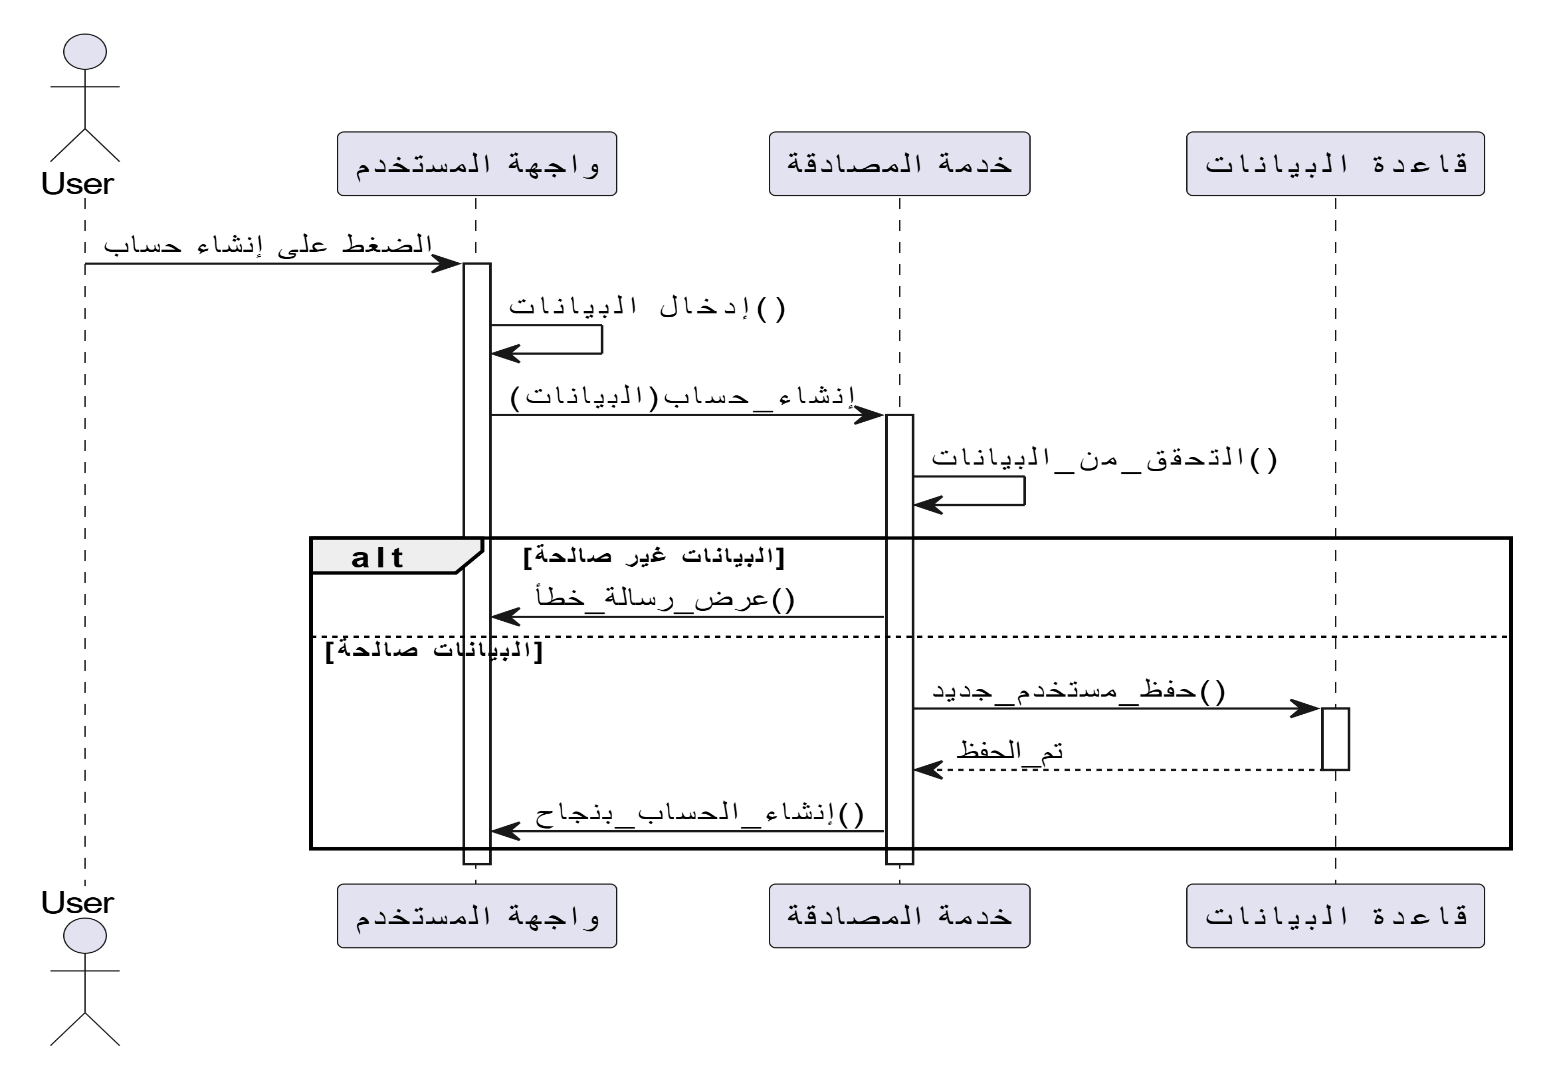 User
واجهة المستخدم
خدمة المصادقة
قاعدة البيانات
الضغط على إنشاء حساب
إدخال البيانات()
إنشاء_حساب(البيانات)
التحقق_من_البيانات()
alt
[البيانات غير صالحة]
عرض_رسالة_خطأ()
[البيانات صالحة]
حفظ_مستخدم_جديد()
تم_الحفظ
إنشاء_الحساب_بنجاح()
User
واجهة المستخدم
خدمة المصادقة
قاعدة البيانات